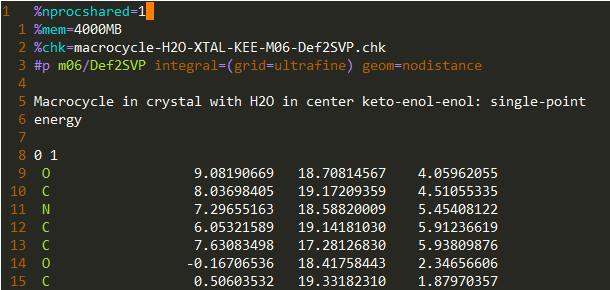 1 %nprocshared=1
1 %mem=4000MB
2 %chk=macrocycle-H2O-XTAL-KEE-M06-Def2SVP.chk
3 #p m06/Def2SVP integral=(grid=ultrafine) geom=nodistance
4
5 Macrocycle in crystal with H2O in center keto-enol-enol: single-point
6 energy
7
8 0 1
9 O 9.08190669 18.70814567 4.05962055
10 C 8.03698405 19.17209359 4.51055335
11 N 7.29655163 18.58820009 5.45408122
12 C 6.05321589 19.14181030 5.91236619
13 C 7.63083498 17.28126830 5.93809876
14 O -0.16706536 18.41758443 2.34656606
15 C 0.50603532 19.33182310 1.87970357